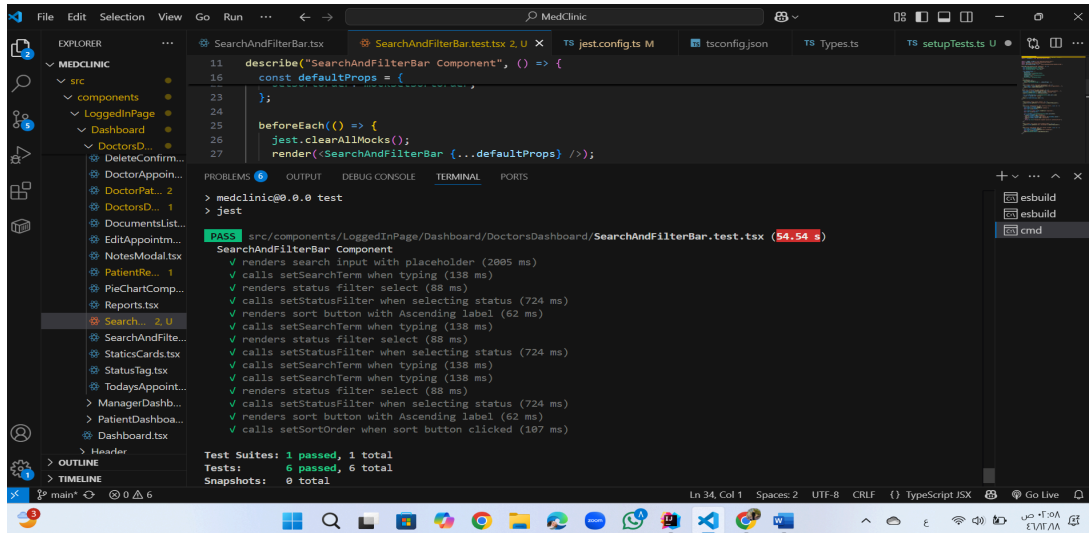 File Edit Selection View Go Run ··· ← → MedClinic
EXPLORER ···
SearchAndFilterBar.tsx
SearchAndFilterBar.test.tsx 2, U ×
TS jest.config.ts M
tsconfig.json
TS Types.ts
TS setupTests.ts U
MEDCLINIC
src
components
LoggedInPage
Dashboard
DoctorsD...
DeleteConfirm...
DoctorAppoin...
DoctorPat... 2
DoctorsD... 1
DocumentsList...
EditAppointm...
NotesModal.tsx
PatientRe... 1
PieChartComp...
Reports.tsx
Search... 2, U
SearchAndFilte...
StaticsCards.tsx
StatusTag.tsx
TodaysAppoint...
ManagerDashb...
PatientDashboa...
Dashboard.tsx
Header
OUTLINE
TIMELINE
11 describe("SearchAndFilterBar Component", () => {
16 const defaultProps = {
23 };
24
25 beforeEach(() => {
26 jest.clearAllMocks();
27 render(<SearchAndFilterBar {...defaultProps} />);
PROBLEMS 6 OUTPUT DEBUG CONSOLE TERMINAL PORTS
> medclinic@0.0.0 test
> jest
PASS src/components/LoggedInPage/Dashboard/DoctorsDashboard/SearchAndFilterBar.test.tsx (54.54 s)
SearchAndFilterBar Component
√ renders search input with placeholder (2005 ms)
√ calls setSearchTerm when typing (138 ms)
√ renders status filter select (88 ms)
√ calls setStatusFilter when selecting status (724 ms)
√ renders sort button with Ascending label (62 ms)
√ calls setSearchTerm when typing (138 ms)
√ renders status filter select (88 ms)
√ calls setStatusFilter when selecting status (724 ms)
√ calls setSearchTerm when typing (138 ms)
√ calls setSearchTerm when typing (138 ms)
√ renders status filter select (88 ms)
√ calls setStatusFilter when selecting status (724 ms)
√ renders sort button with Ascending label (62 ms)
√ calls setSortOrder when sort button clicked (107 ms)
Test Suites: 1 passed, 1 total
Tests: 6 passed, 6 total
Snapshots: 0 total
esbuild
esbuild
cmd
main* 0 6
Ln 34, Col 1 Spaces: 2 UTF-8 CRLF {} TypeScript JSX Go Live
3
zoom
ع